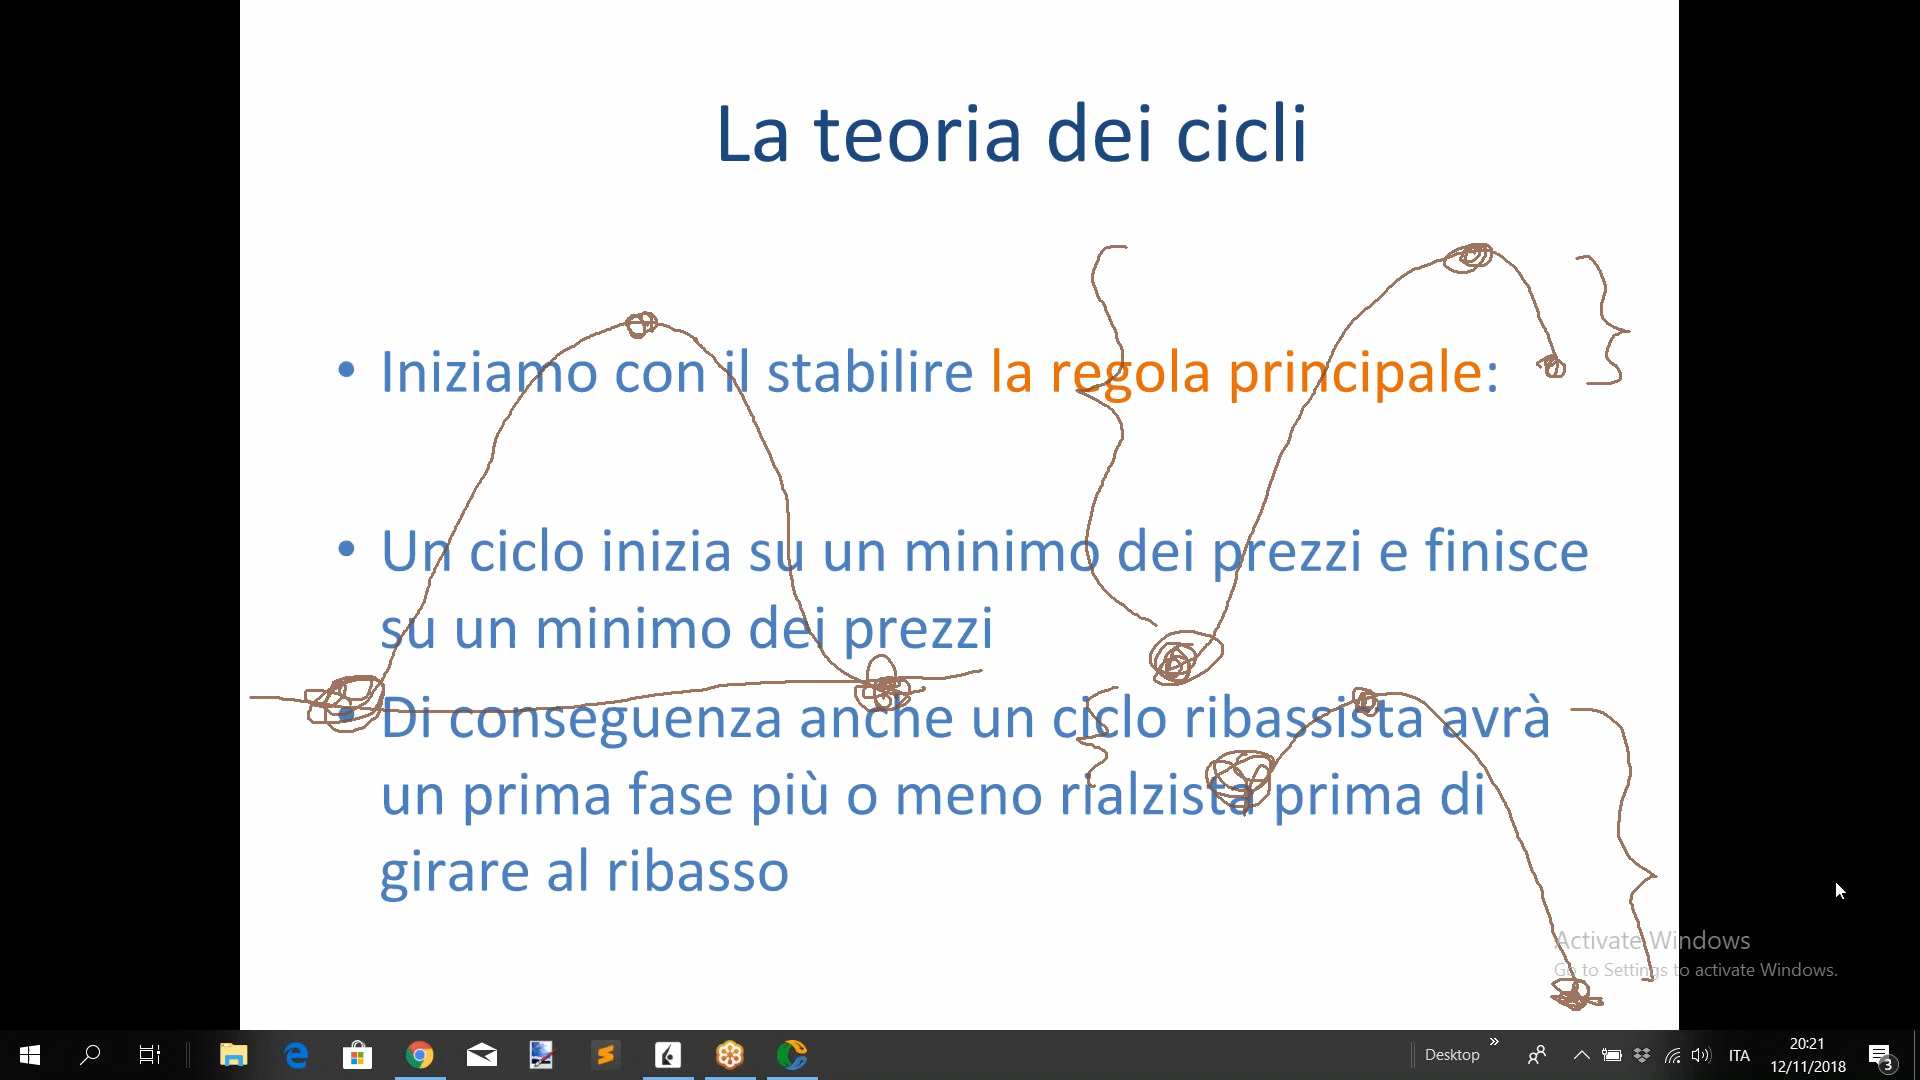 La teoria dei cicli
• Iniziamo con il stabilire la regola principale:
• Un ciclo inizia su un minimo dei prezzi e finisce
su un minimo dei prezzi
• Di conseguenza anche un ciclo ribassista avrà
un prima fase più o meno rialzista prima di
girare al ribasso
Activate Windows
Go to Settings to activate Windows.
Desktop
ITA
20:21
12/11/2018
3